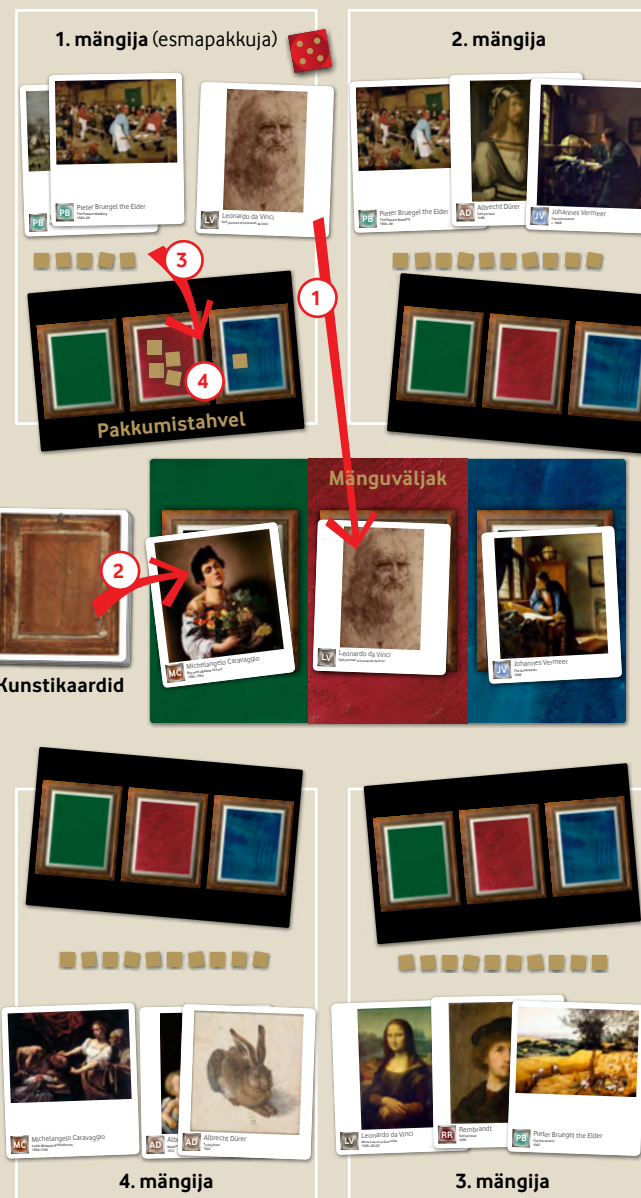 1. mängija (esmapakkuja)
2. mängija
PB
PB
Pieter Bruegel the Elder
LV
Leonardo da Vinci
PB
Pieter Bruegel the Elder
AD
Albrecht Dürer
JV
Johannes Vermeer
3
1
4
Pakkumistahvel
Mänguväljak
2
MC
Michelangelo Caravaggio
LV
Leonardo da Vinci
JV
Johannes Vermeer
Kunstikaardid
MC
Michelangelo Caravaggio
AD
AD
Albrecht Dürer
LV
Leonardo da Vinci
RR
Rembrandt
PB
Pieter Bruegel the Elder
4. mängija
3. mängija